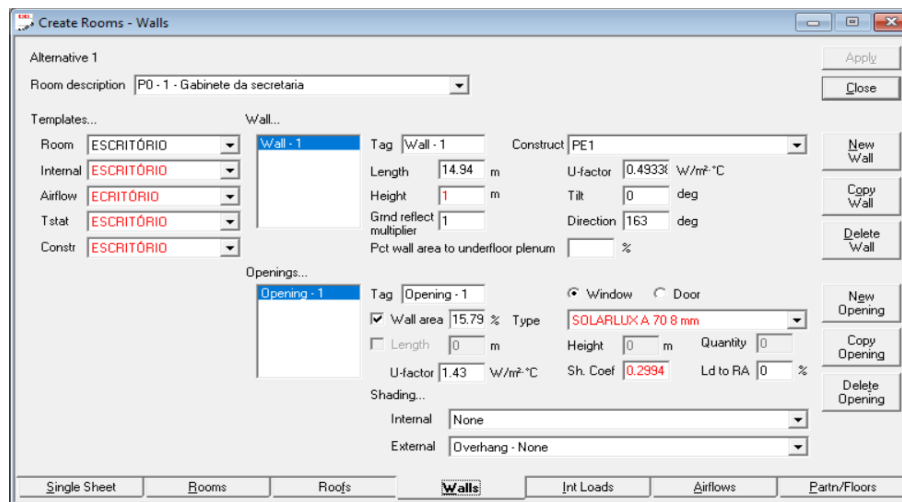 Create Rooms - Walls
Alternative 1
Apply
Room description P0 - 1 - Gabinete da secretaria
Close
Templates...
Wall...
Room ESCRITÓRIO
Wall - 1
Tag Wall - 1
Construct PE1
New Wall
Internal ESCRITÓRIO
Length 14.94 m
U-factor 0.4933 W/m²·°C
Airflow ECRITÓRIO
Height 1 m
Tilt 0 deg
Copy Wall
Tstat ESCRITÓRIO
Grnd reflect multiplier 1
Direction 163 deg
Constr ESCRITÓRIO
Pct wall area to underfloor plenum %
Delete Wall
Openings...
Opening - 1
Tag Opening - 1
Window Door
New Opening
Wall area 15.79 % Type SOLARLUX A 70 8 mm
Length 0 m
Height 0 m
Quantity 0
Copy Opening
U-factor 1.43 W/m²·°C
Sh. Coef 0.2994
Ld to RA 0 %
Delete Opening
Shading...
Internal None
External Overhang - None
Single Sheet Rooms Roofs Walls Int Loads Airflows Partn/Floors